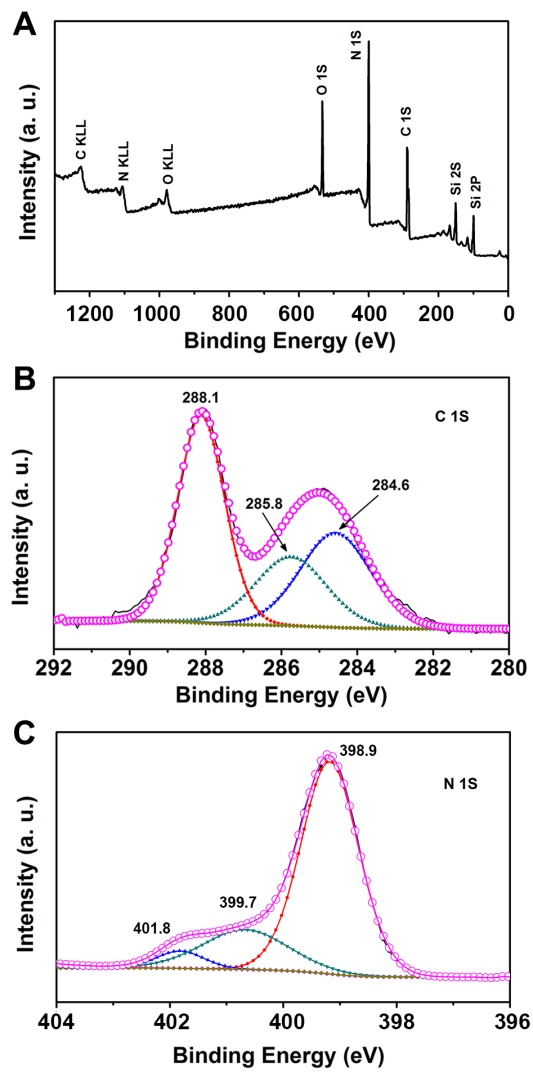 A
Intensity (a. u.)
C KLL
N KLL
O KLL
O 1S
N 1S
C 1S
Si 2S
Si 2P
1200 1000 800 600 400 200 0
Binding Energy (eV)
B
Intensity (a. u.)
288.1
C 1S
285.8
284.6
292 290 288 286 284 282 280
Binding Energy (eV)
C
Intensity (a. u.)
398.9
N 1S
399.7
401.8
404 402 400 398 396
Binding Energy (eV)